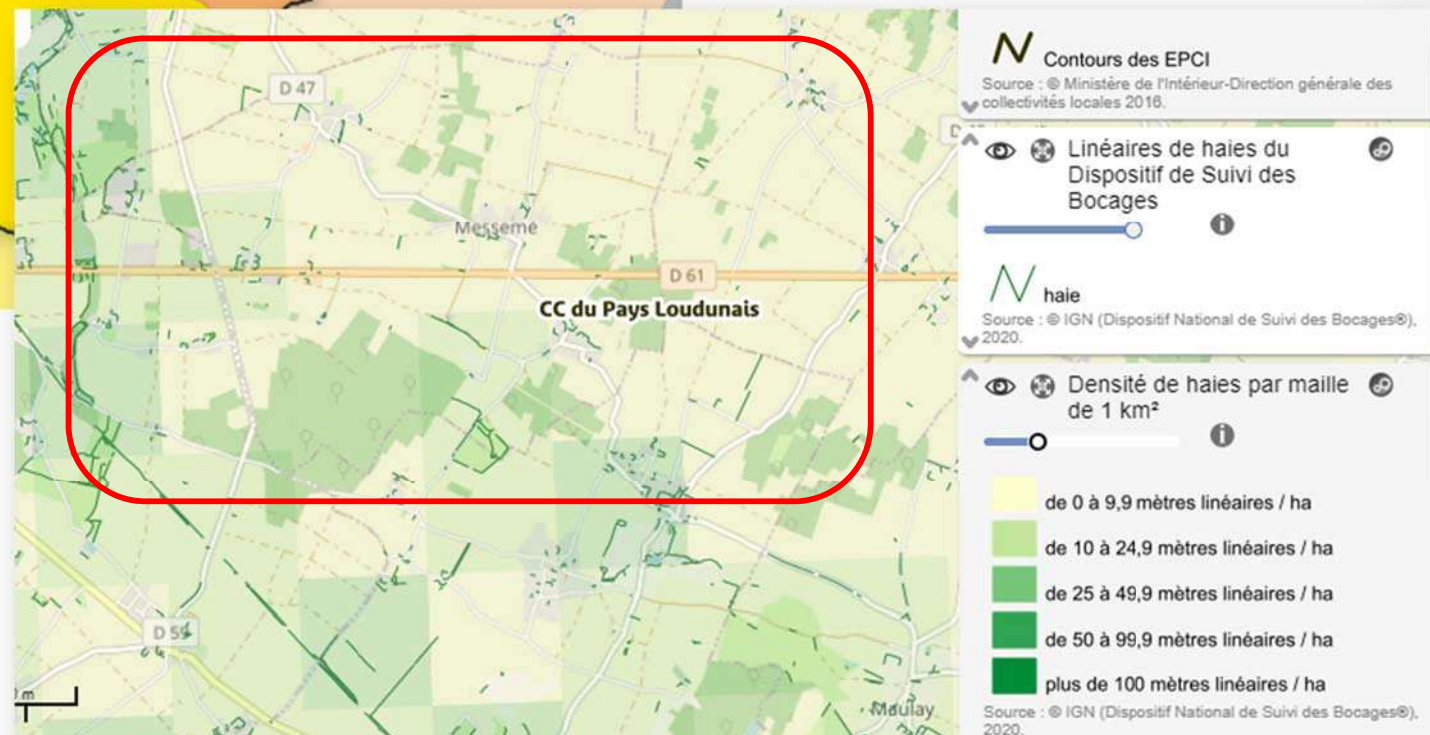 D 47
Messemé
D 61
CC du Pays Loudunais
D 59
Maulay
m
Contours des EPCI
Source : © Ministère de l'Intérieur-Direction générale des
collectivités locales 2016.
Linéaires de haies du
Dispositif de Suivi des
Bocages
haie
Source : © IGN (Dispositif National de Suivi des Bocages®),
2020.
Densité de haies par maille
de 1 km²
de 0 à 9,9 mètres linéaires / ha
de 10 à 24,9 mètres linéaires / ha
de 25 à 49,9 mètres linéaires / ha
de 50 à 99,9 mètres linéaires / ha
plus de 100 mètres linéaires / ha
Source : © IGN (Dispositif National de Suivi des Bocages®),
2020.